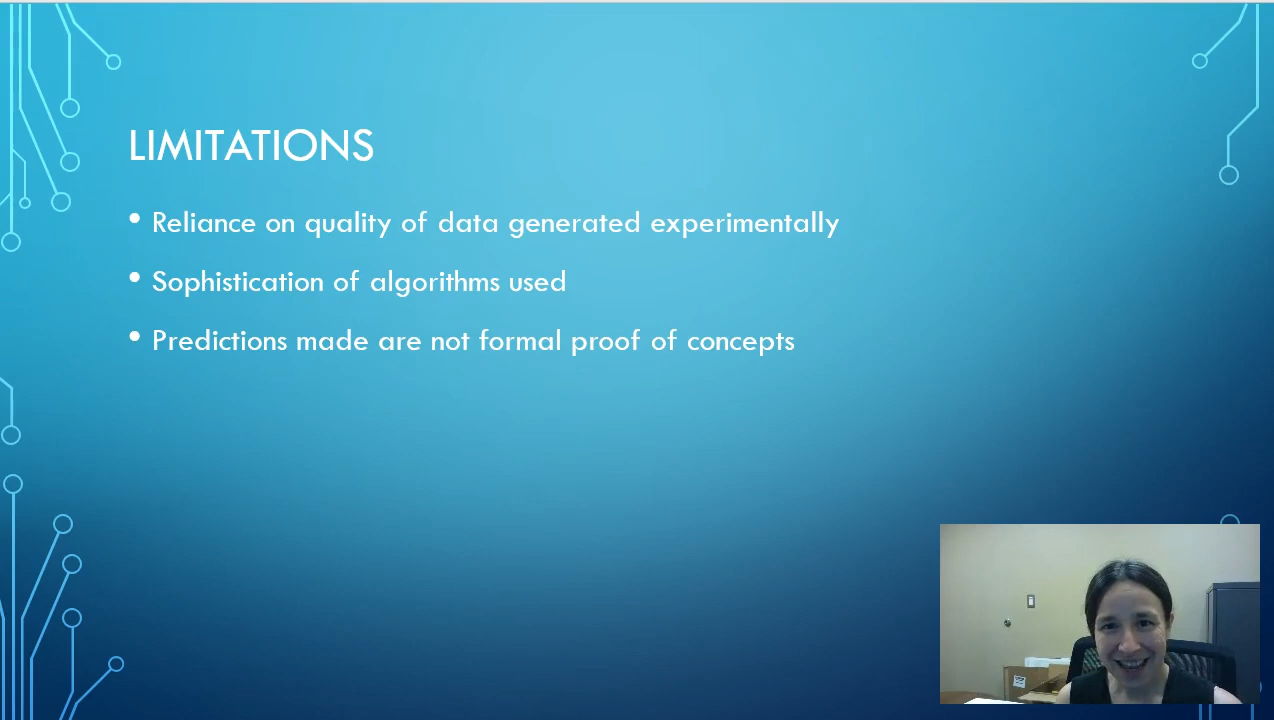 LIMITATIONS
• Reliance on quality of data generated experimentally
• Sophistication of algorithms used
• Predictions made are not formal proof of concepts